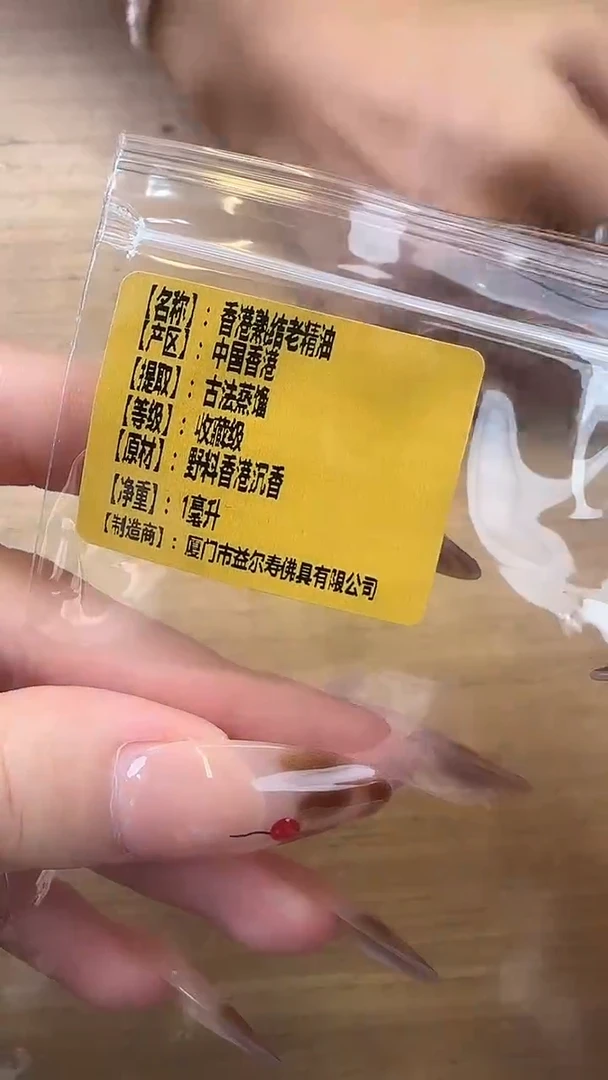 【名称】：香港熟结老精油
【产区】：中国香港
【提取】：古法蒸馏
【等级】：收藏级
【原材】：野料香港沉香
【净重】：1毫升
【制造商】：厦门市益尔寿佛具有限公司